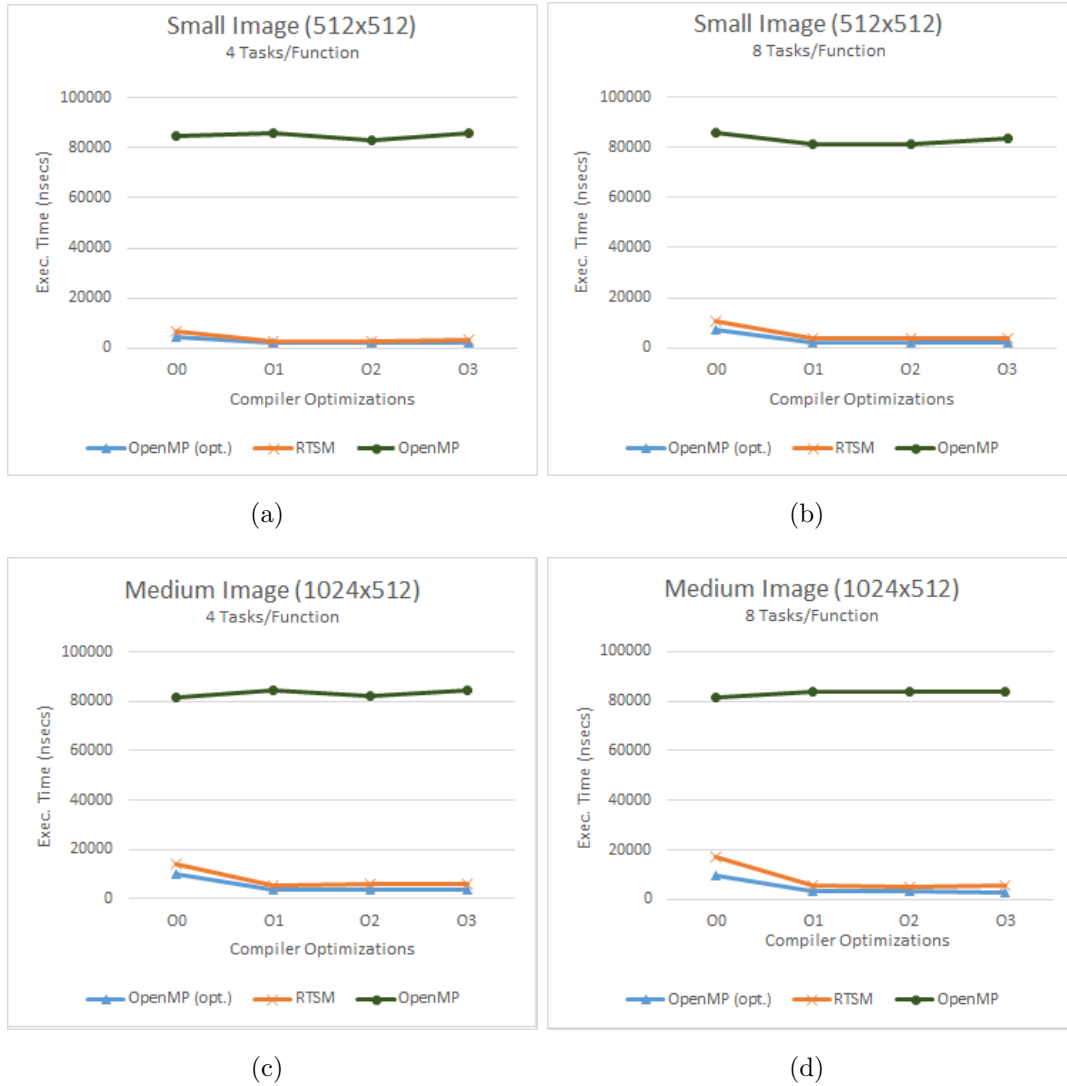 Small Image (512x512)
4 Tasks/Function
100000
80000
60000
40000
20000
0
Exec. Time (nsecs)
O0 O1 O2 O3
Compiler Optimizations
OpenMP (opt.) RTSM OpenMP
(a)
Small Image (512x512)
8 Tasks/Function
100000
80000
60000
40000
20000
0
Exec. Time (nsecs)
O0 O1 O2 O3
Compiler Optimizations
OpenMP (opt.) RTSM OpenMP
(b)
Medium Image (1024x512)
4 Tasks/Function
100000
80000
60000
40000
20000
0
Exec. Time (nsecs)
O0 O1 O2 O3
Compiler Optimizations
OpenMP (opt.) RTSM OpenMP
(c)
Medium Image (1024x512)
8 Tasks/Function
100000
80000
60000
40000
20000
0
Exec. Time (nsecs)
O0 O1 O2 O3
Compiler Optimizations
OpenMP (opt.) RTSM OpenMP
(d)